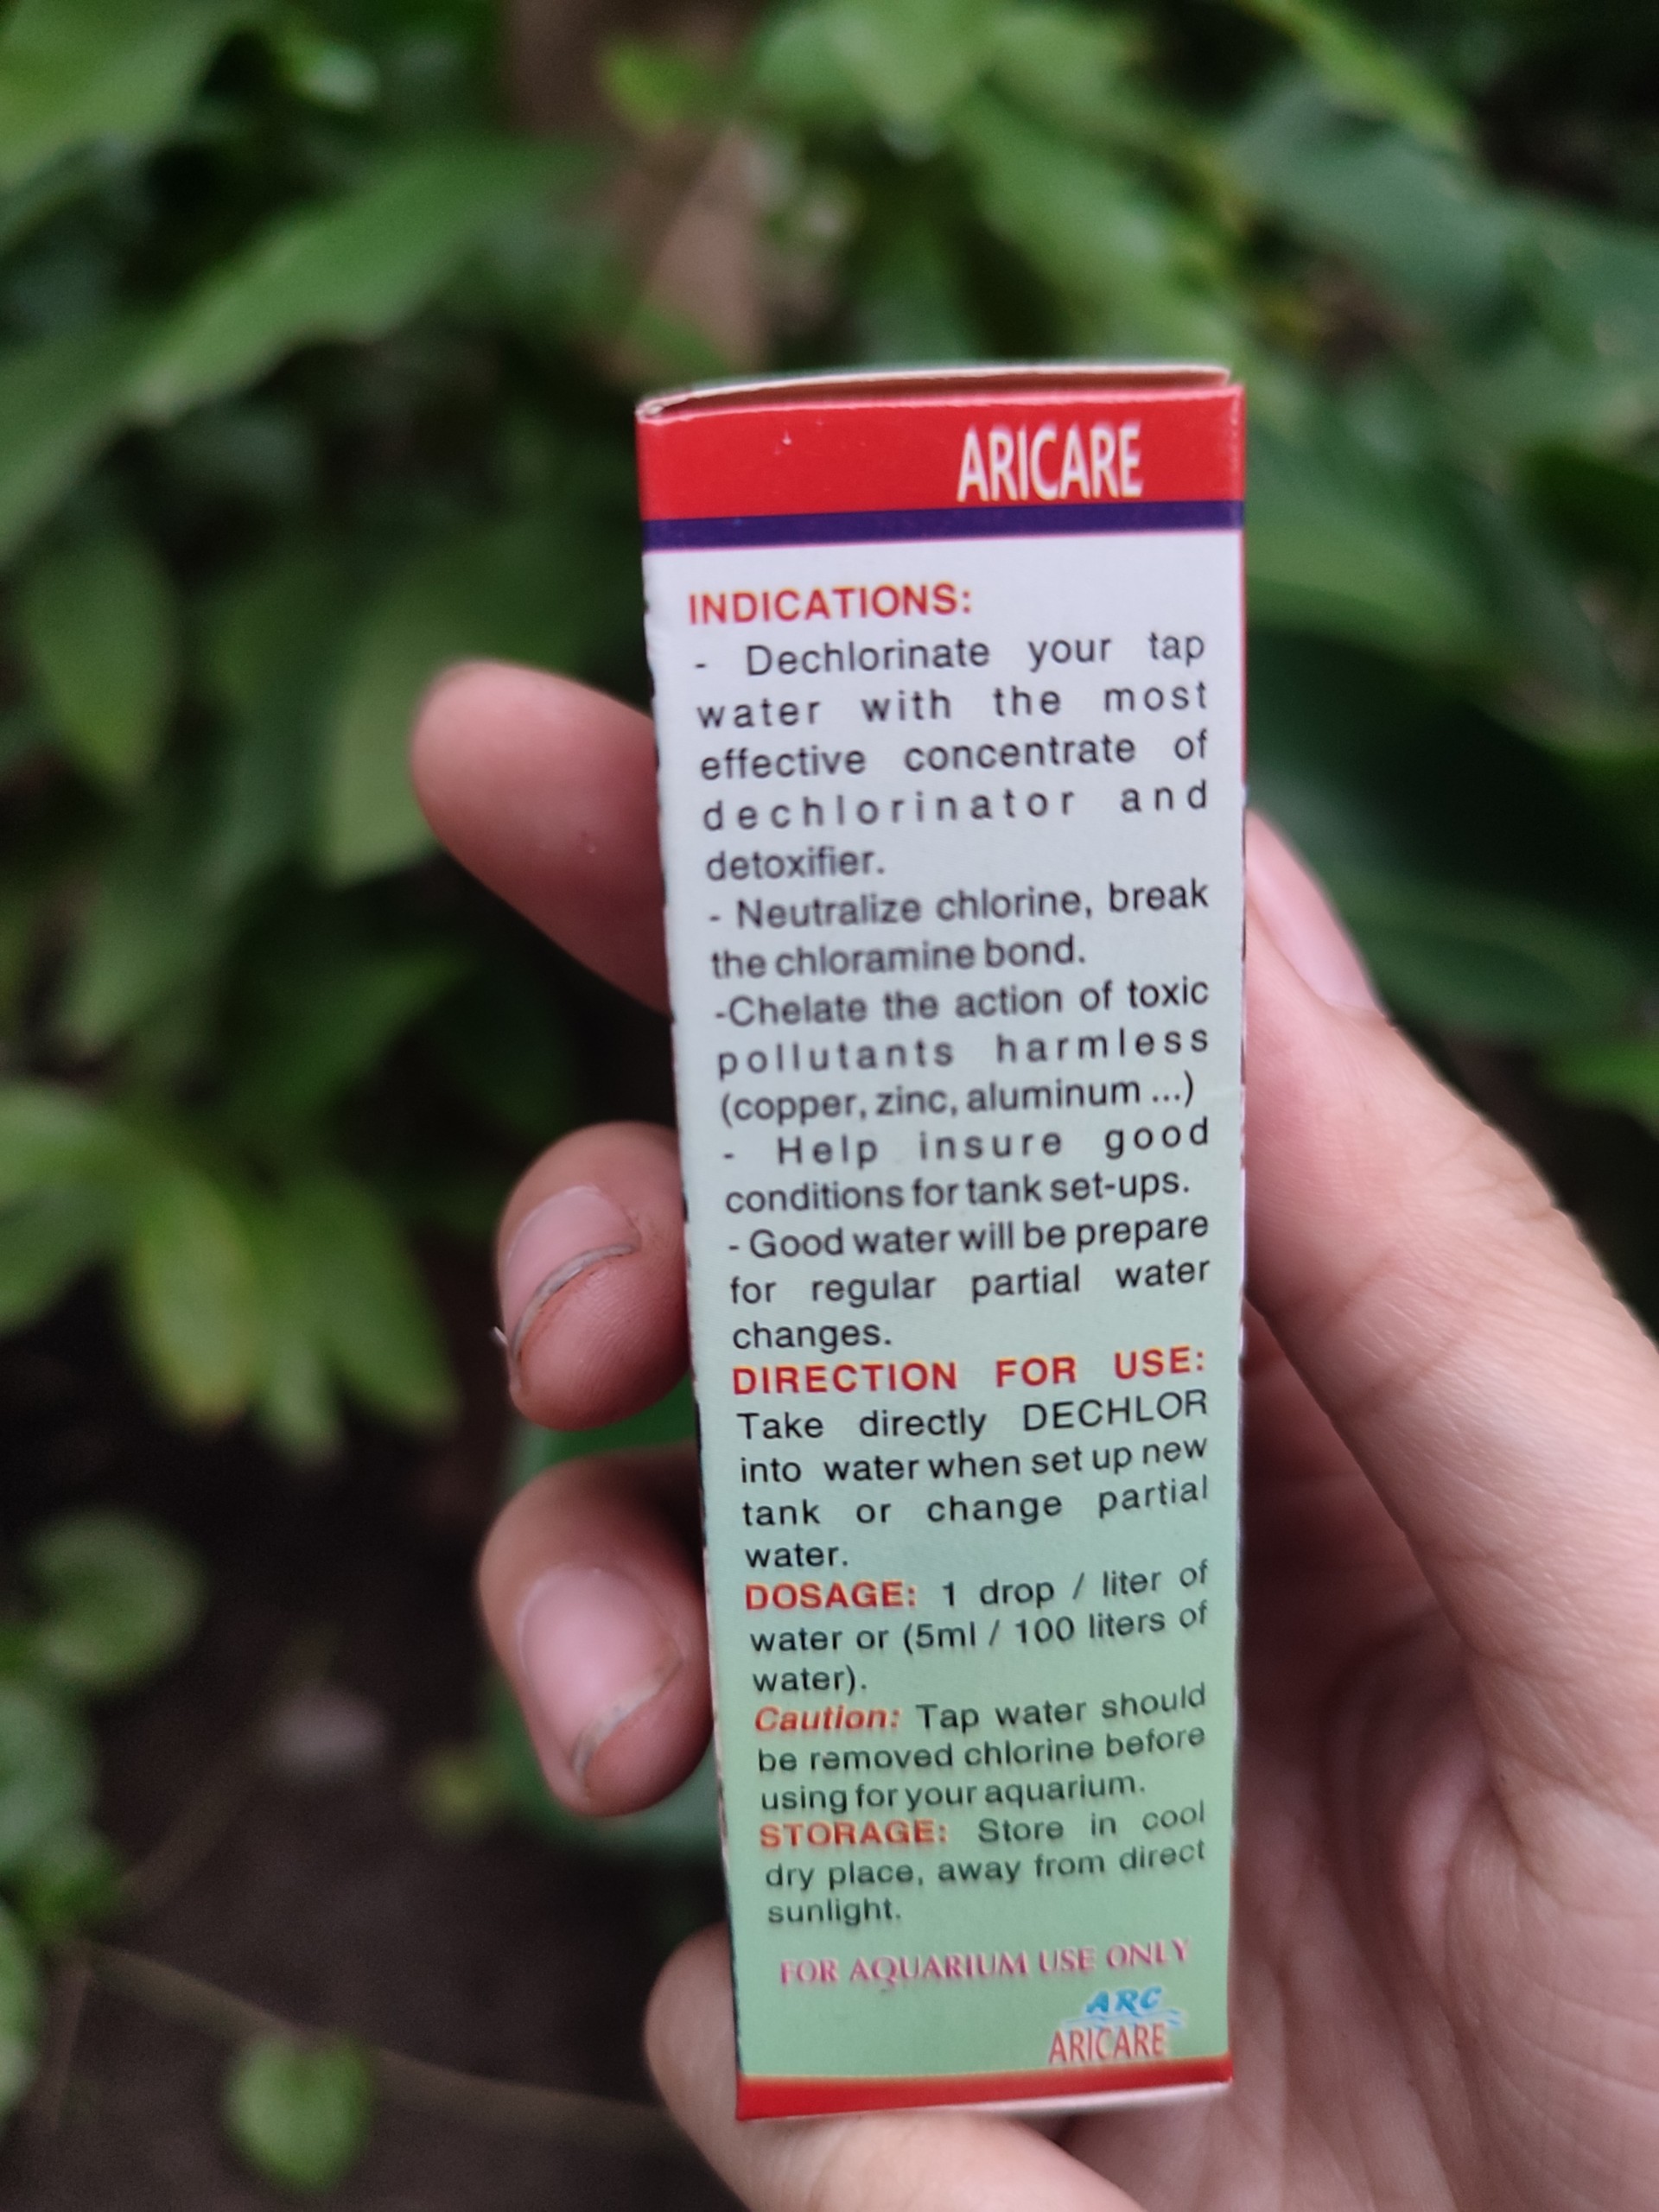 ARICARE
INDICATIONS:
- Dechlorinate your tap
water with the most
effective concentrate of
dechlorinator and
detoxifier.
- Neutralize chlorine, break
the chloramine bond.
-Chelate the action of toxic
pollutants harmless
(copper, zinc, aluminum ...)
- Help insure good
conditions for tank set-ups.
- Good water will be prepare
for regular partial water
changes.
DIRECTION FOR USE:
Take directly DECHLOR
into water when set up new
tank or change partial
water.
DOSAGE: 1 drop / liter of
water or (5ml / 100 liters of
water).
Caution: Tap water should
be removed chlorine before
using for your aquarium.
STORAGE: Store in cool
dry place, away from direct
sunlight.
FOR AQUARIUM USE ONLY
ARC
ARICARE